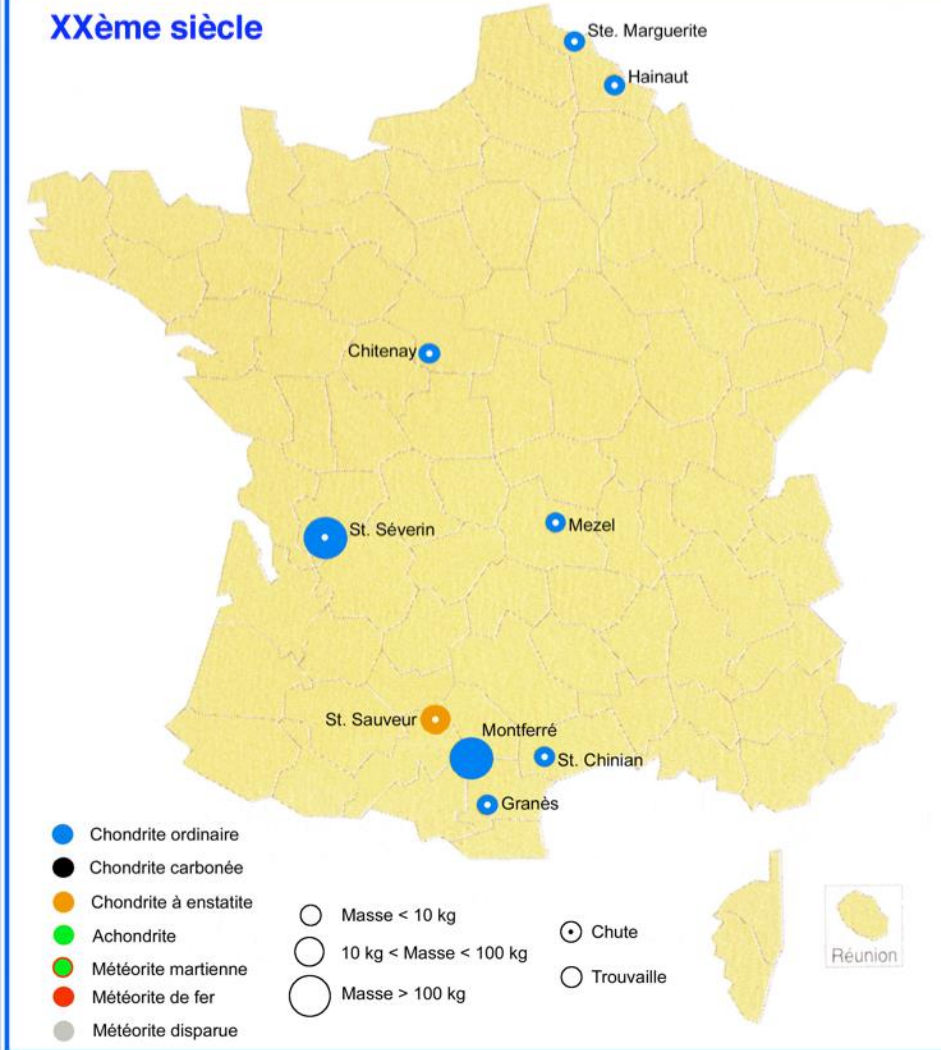 XXème siècle
Ste. Marguerite
Hainaut
Chitenay
St. Séverin
Mezel
St. Sauveur
Montferré
St. Chinian
Granès
Chondrite ordinaire
Chondrite carbonée
Chondrite à enstatite
Achondrite
Météorite martienne
Météorite de fer
Météorite disparue
Masse < 10 kg
10 kg < Masse < 100 kg
Masse > 100 kg
Chute
Trouvaille
Réunion